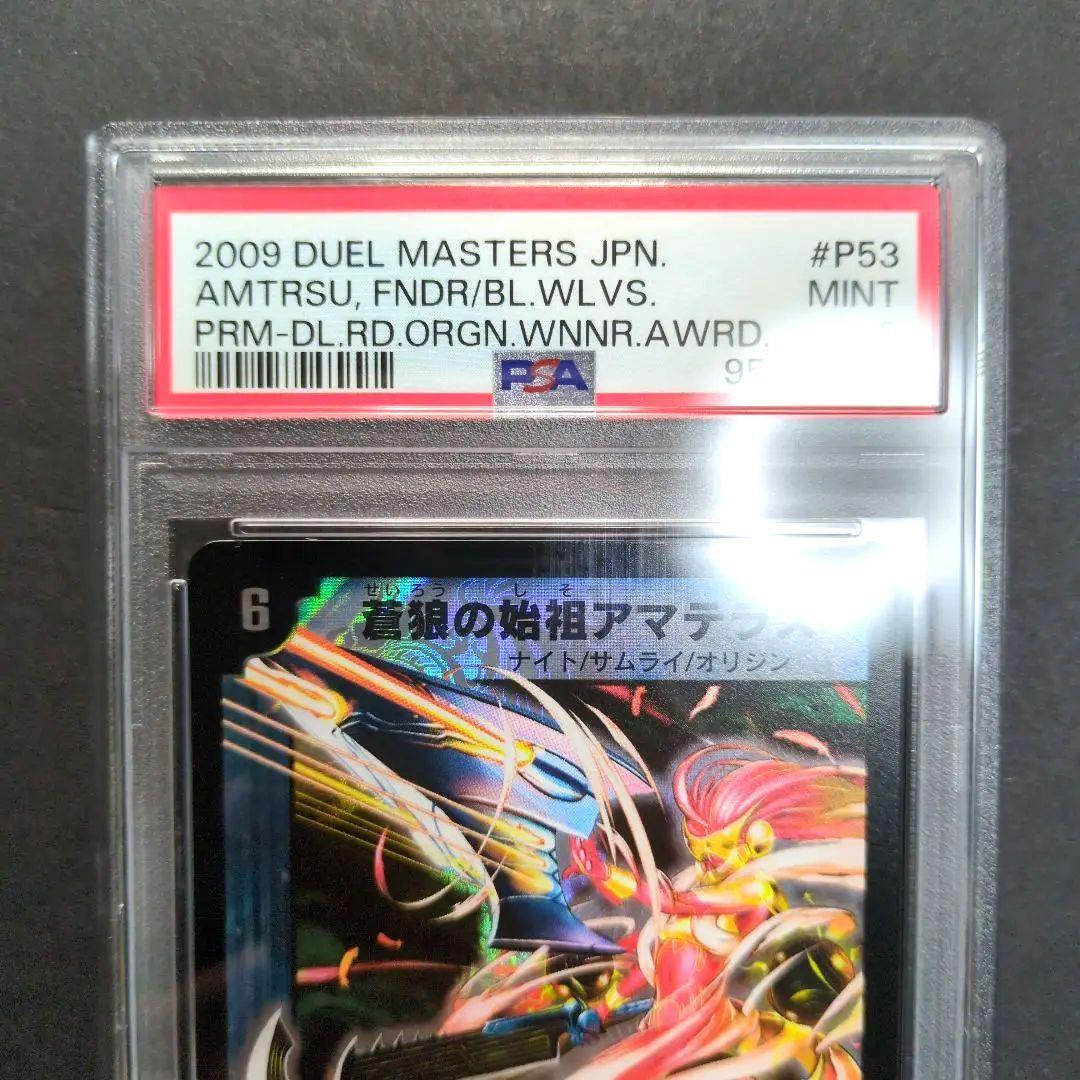 2009 DUEL MASTERS JPN. #P53
AMTRSU, FNDR/BL.WLVS. MINT
PRM-DL.RD.ORGN.WNNR.AWRD.
PSA
6
せいろう しそ
蒼狼の始祖アマテラス
ナイト/サムライ/オリジン